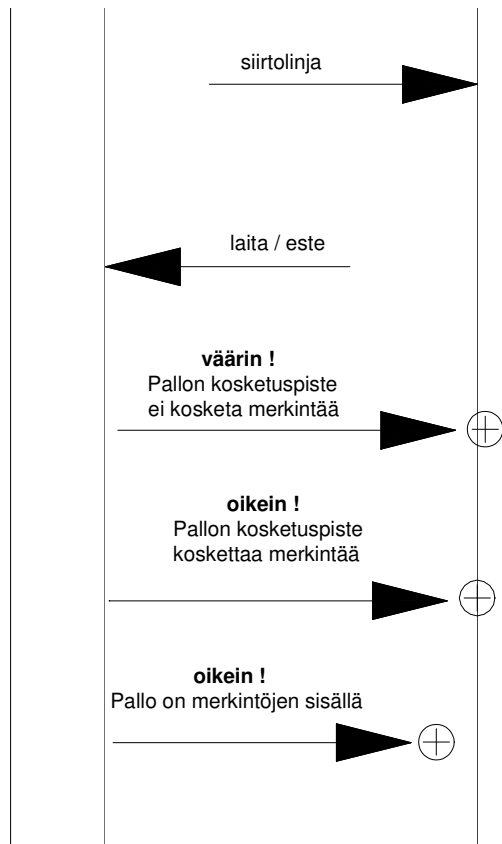 siirtolinja
laita / este
väärin !
Pallon kosketuspiste
ei kosketa merkintää
oikein !
Pallon kosketuspiste
koskettaa merkintää
oikein !
Pallo on merkintöjen sisällä